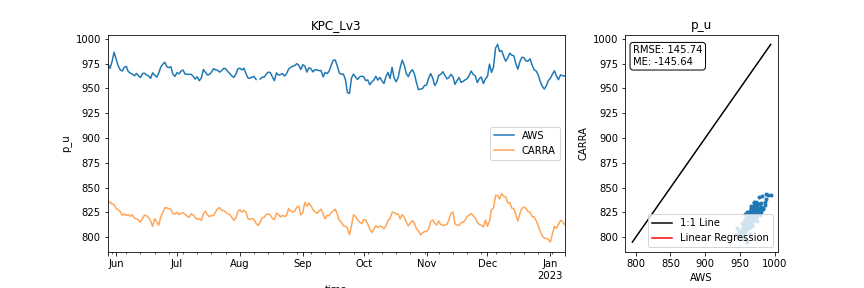 KPC_Lv3
p_u
1000
975
950
925
900
875
850
825
800
p_u
AWS
CARRA
Jun
Jul
Aug
Sep
Oct
Nov
Dec
Jan
2023
time
p_u
RMSE: 145.74
ME: -145.64
1000
975
950
925
900
875
850
825
800
CARRA
1:1 Line
Linear Regression
800
850
900
950
1000
AWS